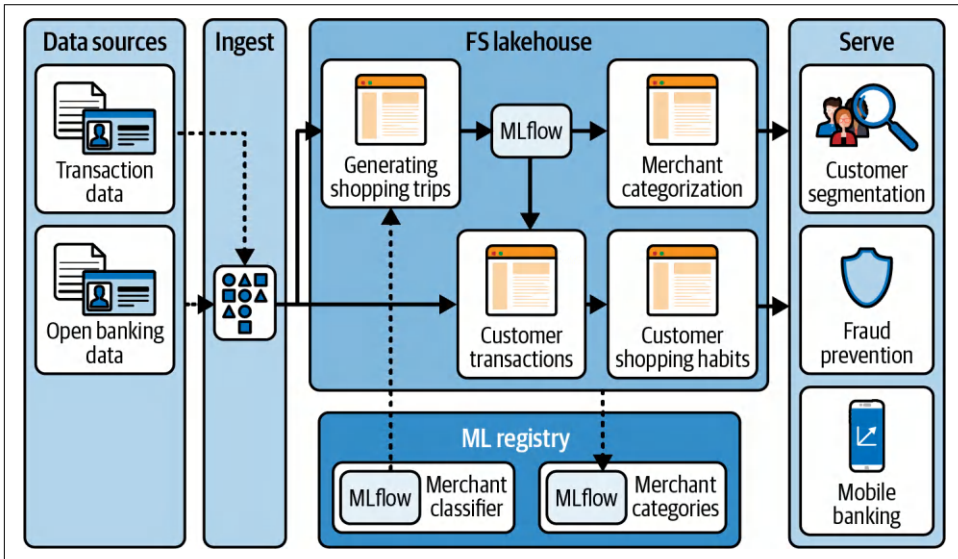 Data sources
Transaction
data
Open banking
data
Ingest
FS lakehouse
Generating
shopping trips
MLflow
Merchant
categorization
Customer
transactions
Customer
shopping habits
ML registry
MLflow
Merchant
classifier
MLflow
Merchant
categories
Serve
Customer
segmentation
Fraud
prevention
Mobile
banking